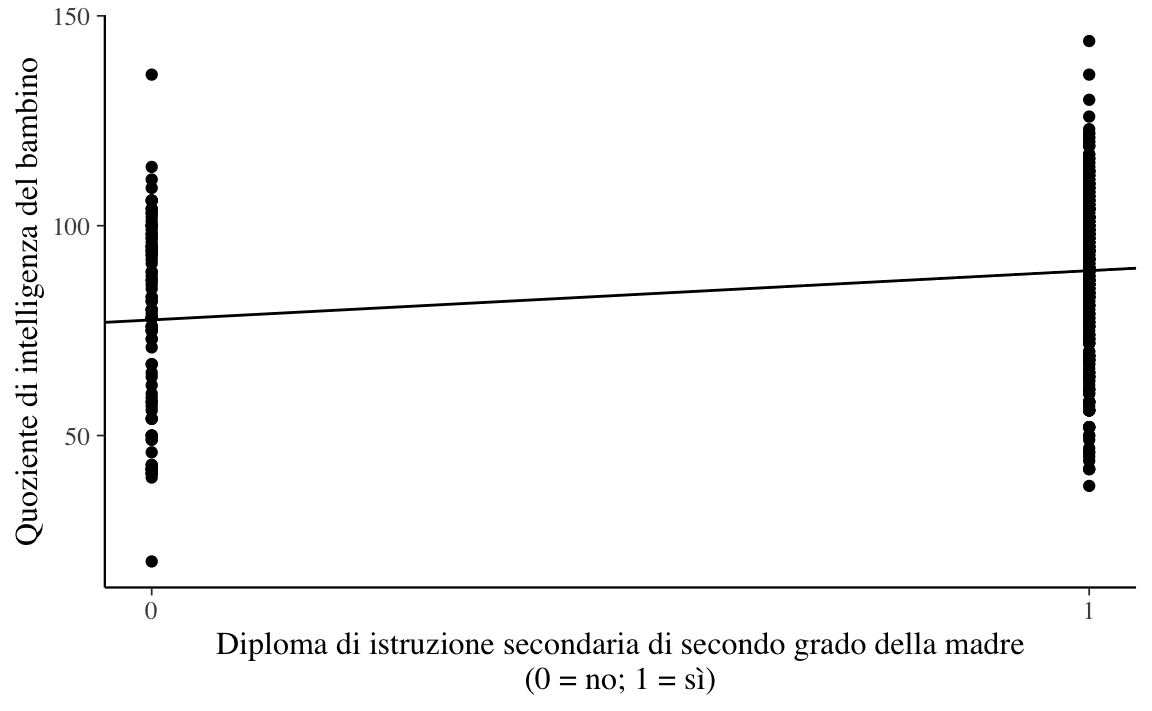 150
100
50
Quoziente di intelligenza del bambino
0
1
Diploma di istruzione secondaria di secondo grado della madre
(0 = no; 1 = sì)